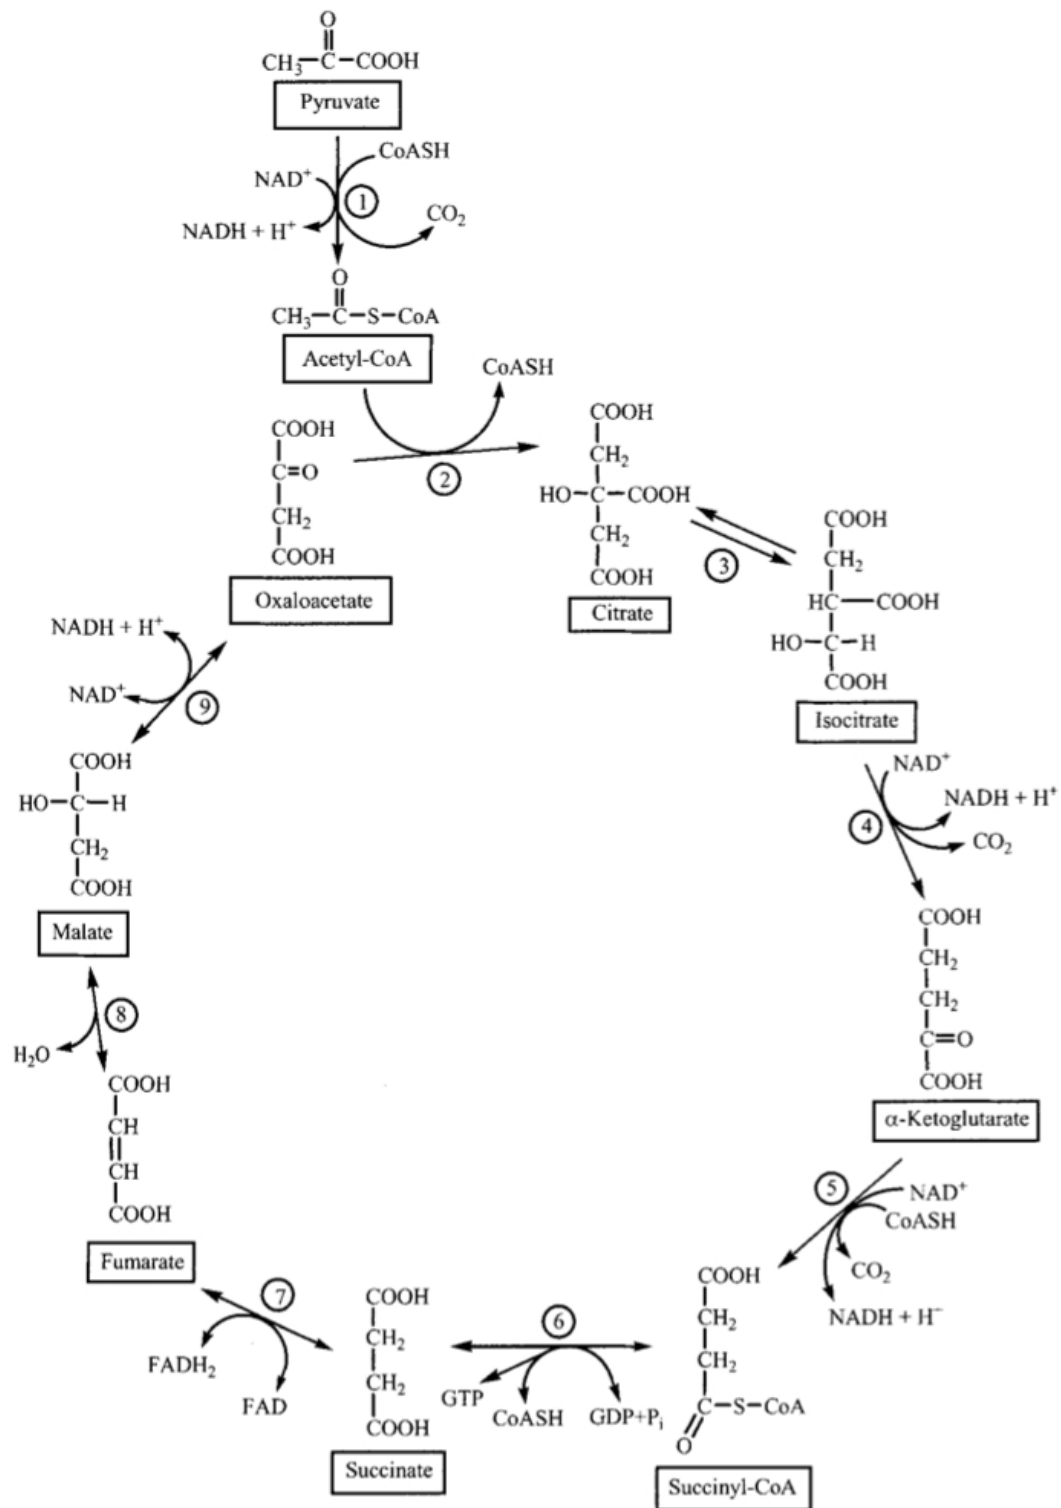 O
CH3—C—COOH
Pyruvate
CoASH
NAD+
1
CO2
NADH + H+
O
CH3—C—S—CoA
Acetyl-CoA
CoASH
2
COOH
C=O
CH2
COOH
Oxaloacetate
COOH
CH2
HO—C—COOH
CH2
COOH
Citrate
3
COOH
CH2
HC—COOH
HO—C—H
COOH
Isocitrate
NAD+
NADH + H+
4
CO2
COOH
CH2
CH2
C=O
COOH
α-Ketoglutarate
5
NAD+
CoASH
CO2
NADH + H−
COOH
CH2
CH2
C—S—CoA
O
Succinyl-CoA
6
GTP
CoASH
GDP+Pi
COOH
CH2
CH2
COOH
Succinate
7
FADH2
FAD
COOH
CH
CH
COOH
Fumarate
8
H2O
COOH
HO—C—H
CH2
COOH
Malate
NADH + H+
NAD+
9